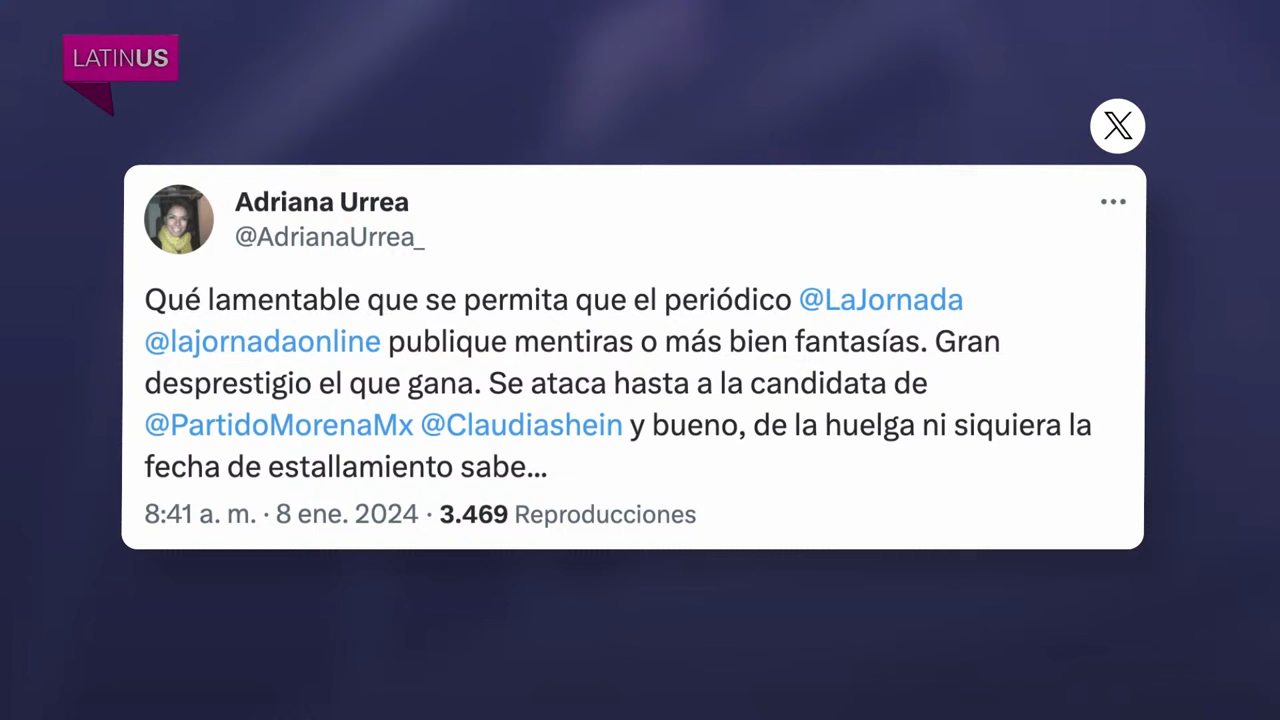 LATINUS
X
Adriana Urrea
@AdrianaUrrea_
Qué lamentable que se permita que el periódico @LaJornada
@lajornadaonline publique mentiras o más bien fantasías. Gran
desprestigio el que gana. Se ataca hasta a la candidata de
@PartidoMorenaMx @Claudiashein y bueno, de la huelga ni siquiera la
fecha de estallamiento sabe...
8:41 a. m. · 8 ene. 2024 · 3.469 Reproducciones